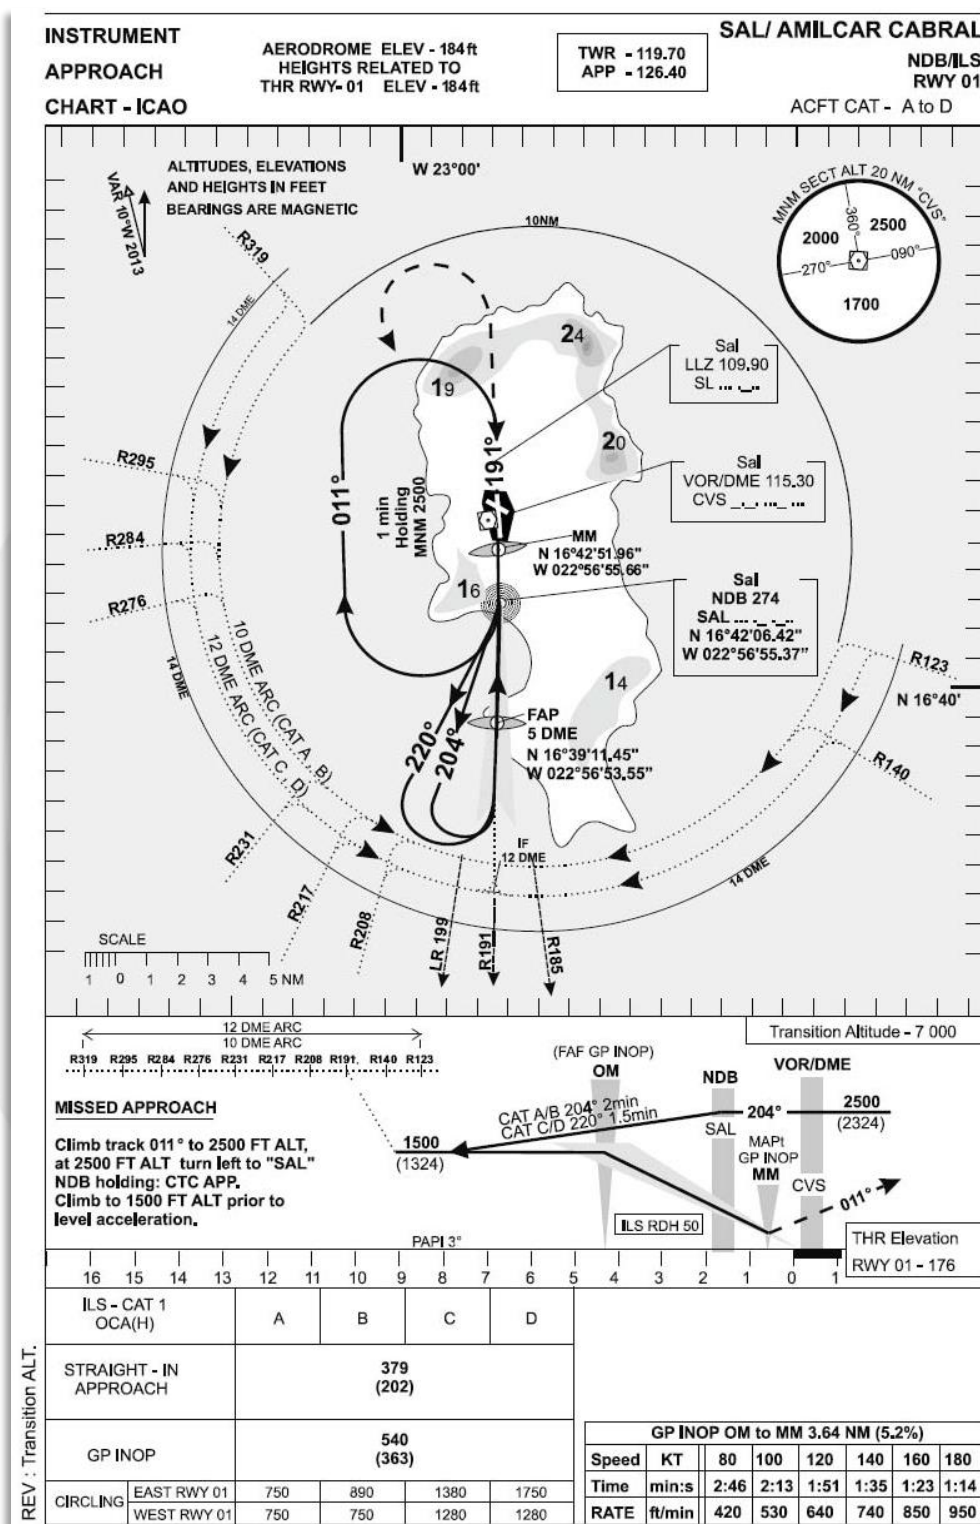 INSTRUMENT
APPROACH
CHART - ICAO
AERODROME ELEV - 184 ft
HEIGHTS RELATED TO
THR RWY- 01 ELEV - 184 ft
TWR - 119.70
APP - 126.40
SAL/ AMILCAR CABRAL
NDB/ILS
RWY 01
ACFT CAT - A to D
ALTITUDES, ELEVATIONS
AND HEIGHTS IN FEET
BEARINGS ARE MAGNETIC
VAR 10°W 2013
W 23°00'
10NM
MNM SECT ALT 20 NM "CVS"
2000
360°
2500
270°
090°
1700
R319
14 DME
24
19
20
Sal
LLZ 109.90
SL ... ._..
191°
R295
011°
1 min
Holding
MNM 2500
Sal
VOR/DME 115.30
CVS _._. ..._ ...
MM
N 16°42'51.96"
W 022°56'55.66"
R284
16
Sal
NDB 274
SAL ... ._ ._..
N 16°42'06.42"
W 022°56'55.37"
R276
10 DME ARC (CAT A , B)
12 DME ARC (CAT C , D)
14 DME
14
R123
N 16°40'
FAP
5 DME
N 16°39'11.45"
W 022°56'53.55"
220°
204°
R140
R231
IF
12 DME
14 DME
R217
R208
LR 199
R191
R185
SCALE
1 0 1 2 3 4 5 NM
12 DME ARC
10 DME ARC
R319 R295 R284 R276 R231 R217 R208 R191, R140 R123
Transition Altitude - 7 000
(FAF GP INOP)
OM
NDB
VOR/DME
MISSED APPROACH
Climb track 011° to 2500 FT ALT,
at 2500 FT ALT turn left to "SAL"
NDB holding: CTC APP.
Climb to 1500 FT ALT prior to
level acceleration.
CAT A/B 204° 2min
CAT C/D 220° 1.5min
204°
2500
(2324)
SAL
1500
(1324)
MAPt
GP INOP
MM
CVS
011°
ILS RDH 50
PAPI 3°
THR Elevation
RWY 01 - 176
16 15 14 13 12 11 10 9 8 7 6 5 4 3 2 1 0 1
ILS - CAT 1
OCA(H)
A B C D
STRAIGHT - IN
APPROACH
379
(202)
GP INOP
540
(363)
CIRCLING
EAST RWY 01 750 890 1380 1750
WEST RWY 01 750 750 1280 1280
GP INOP OM to MM 3.64 NM (5.2%)
Speed KT 80 100 120 140 160 180
Time min:s 2:46 2:13 1:51 1:35 1:23 1:14
RATE ft/min 420 530 640 740 850 950
REV : Transition ALT.